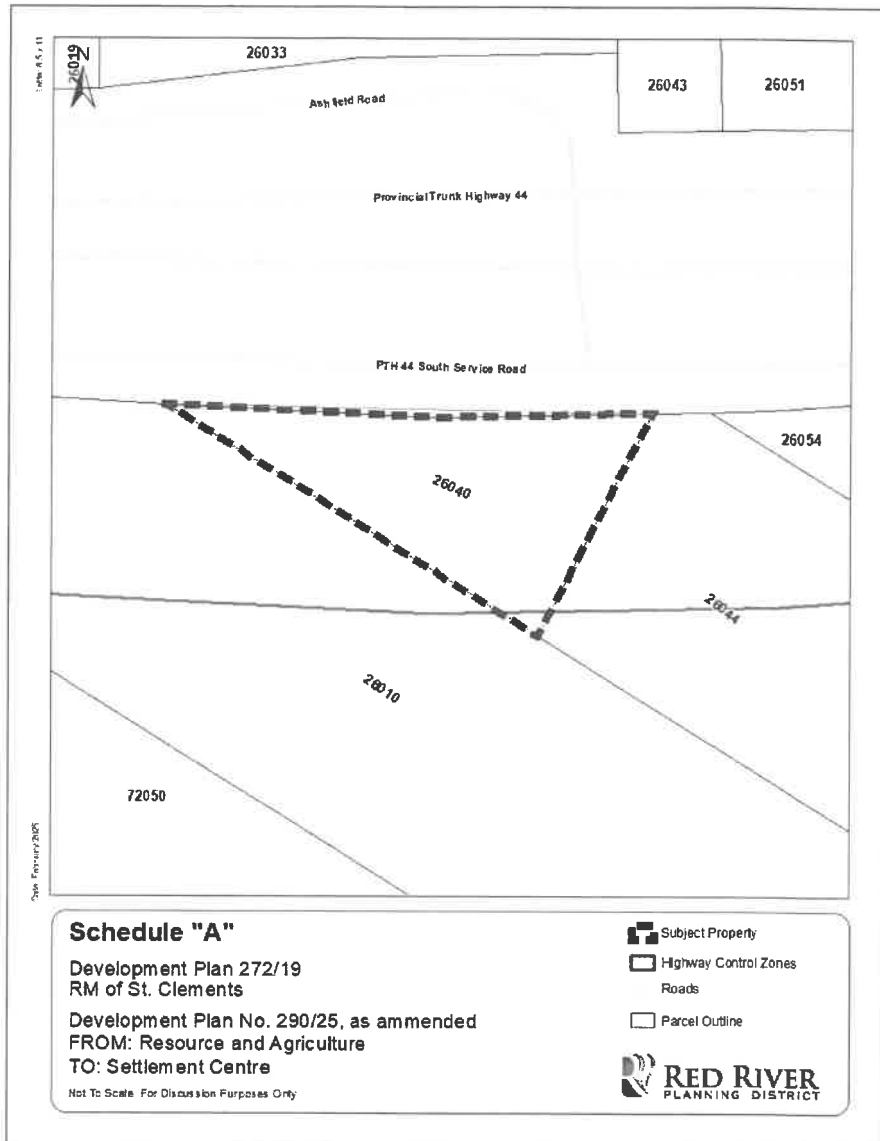 26019
N
26033
26043
26051
Ashfield Road
Provincial Trunk Highway 44
PTH 44 South Service Road
26054
26040
26044
26010
72050
Date: February 2025
Schedule "A"
Development Plan 272/19
RM of St. Clements
Development Plan No. 290/25, as ammended
FROM: Resource and Agriculture
TO: Settlement Centre
Not To Scale For Discussion Purposes Only
Subject Property
Highway Control Zones
Roads
Parcel Outline
RED RIVER
PLANNING DISTRICT